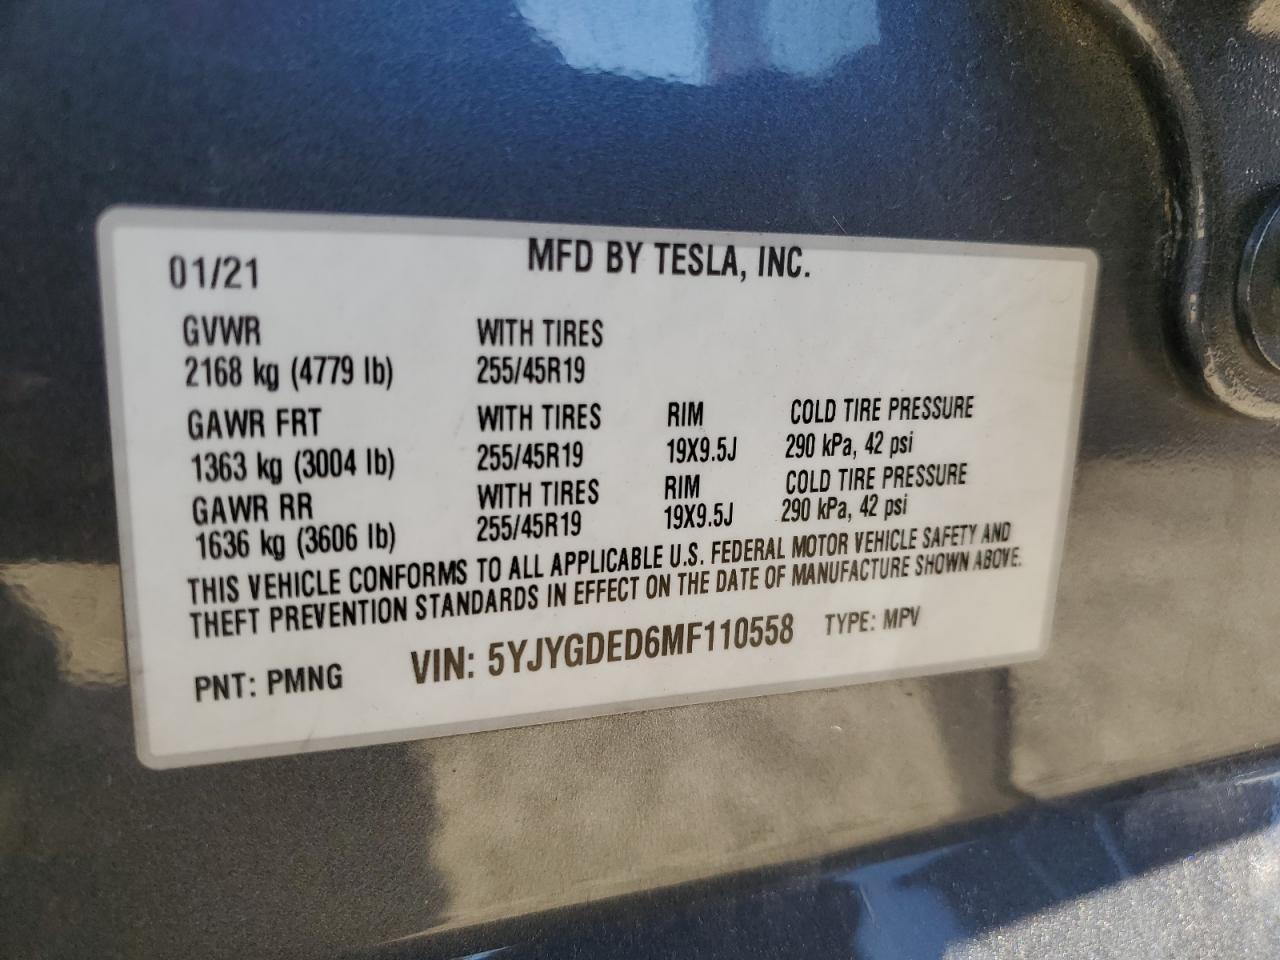 01/21 MFD BY TESLA, INC.
GVWR WITH TIRES
2168 kg (4779 lb) 255/45R19
GAWR FRT WITH TIRES RIM COLD TIRE PRESSURE
1363 kg (3004 lb) 255/45R19 19X9.5J 290 kPa, 42 psi
GAWR RR WITH TIRES RIM COLD TIRE PRESSURE
1636 kg (3606 lb) 255/45R19 19X9.5J 290 kPa, 42 psi
THIS VEHICLE CONFORMS TO ALL APPLICABLE U.S. FEDERAL MOTOR VEHICLE SAFETY AND
THEFT PREVENTION STANDARDS IN EFFECT ON THE DATE OF MANUFACTURE SHOWN ABOVE.
PNT: PMNG VIN: 5YJYGDED6MF110558 TYPE: MPV